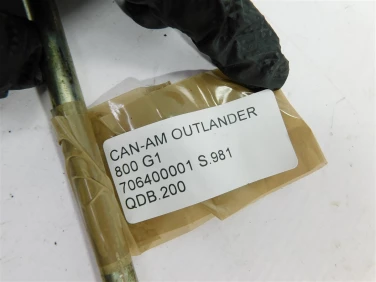 CAN-AM OUTLANDER
800 G1
706400001 S.981
QDB.200